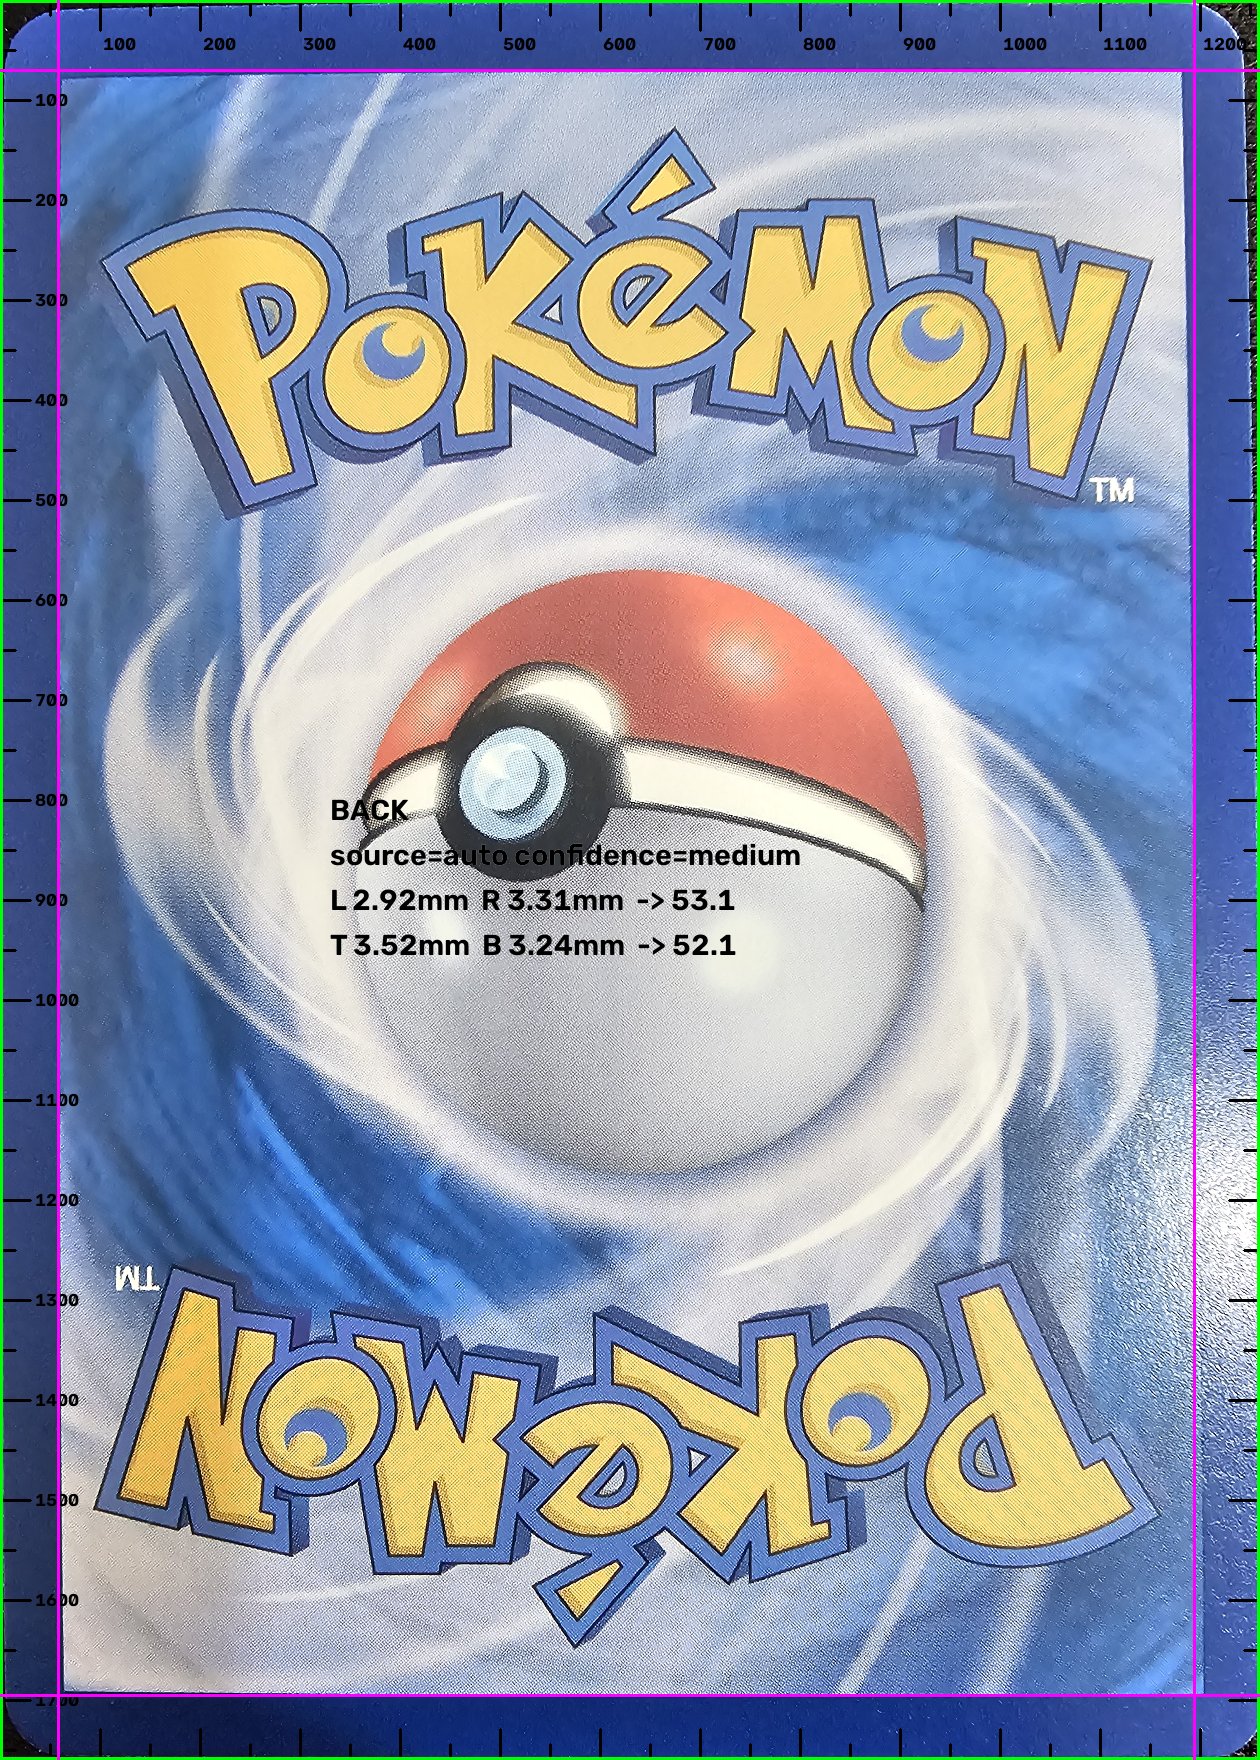 100 200 300 400 500 600 700 800 900 1000 1100 1200
100
200
300
400
500
600
700
800
900
1000
1100
1200
1300
1400
1500
1600
1700
POKéMON
TM
BACK
source=auto confidence=medium
L 2.92mm R 3.31mm -> 53.1
T 3.52mm B 3.24mm -> 52.1
TM
POKéMON